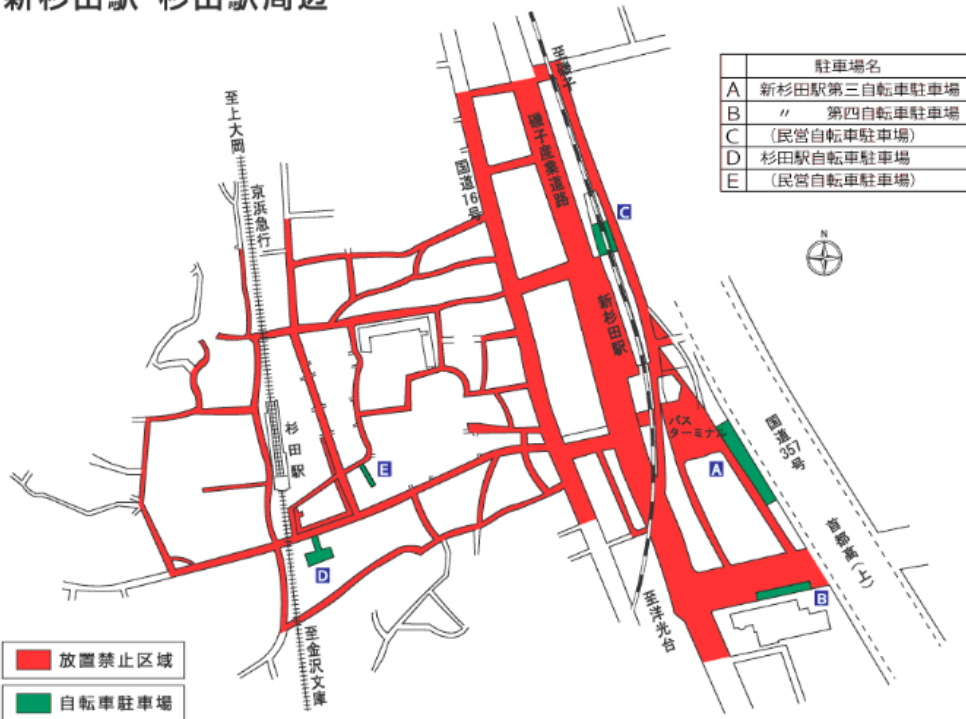 新杉田駅 杉田駅周辺
駐車場名
A 新杉田駅第三自転車駐車場
B 〃 第四自転車駐車場
C (民営自転車駐車場)
D 杉田駅自転車駐車場
E (民営自転車駐車場)
至磯子
至上大岡
京浜急行
国道16号
磯子産業道路
C
N
新杉田駅
バス
ターミナル
国道357号
杉田駅
E
A
首都高(上)
D
B
至洋光台
至金沢文庫
放置禁止区域
自転車駐車場